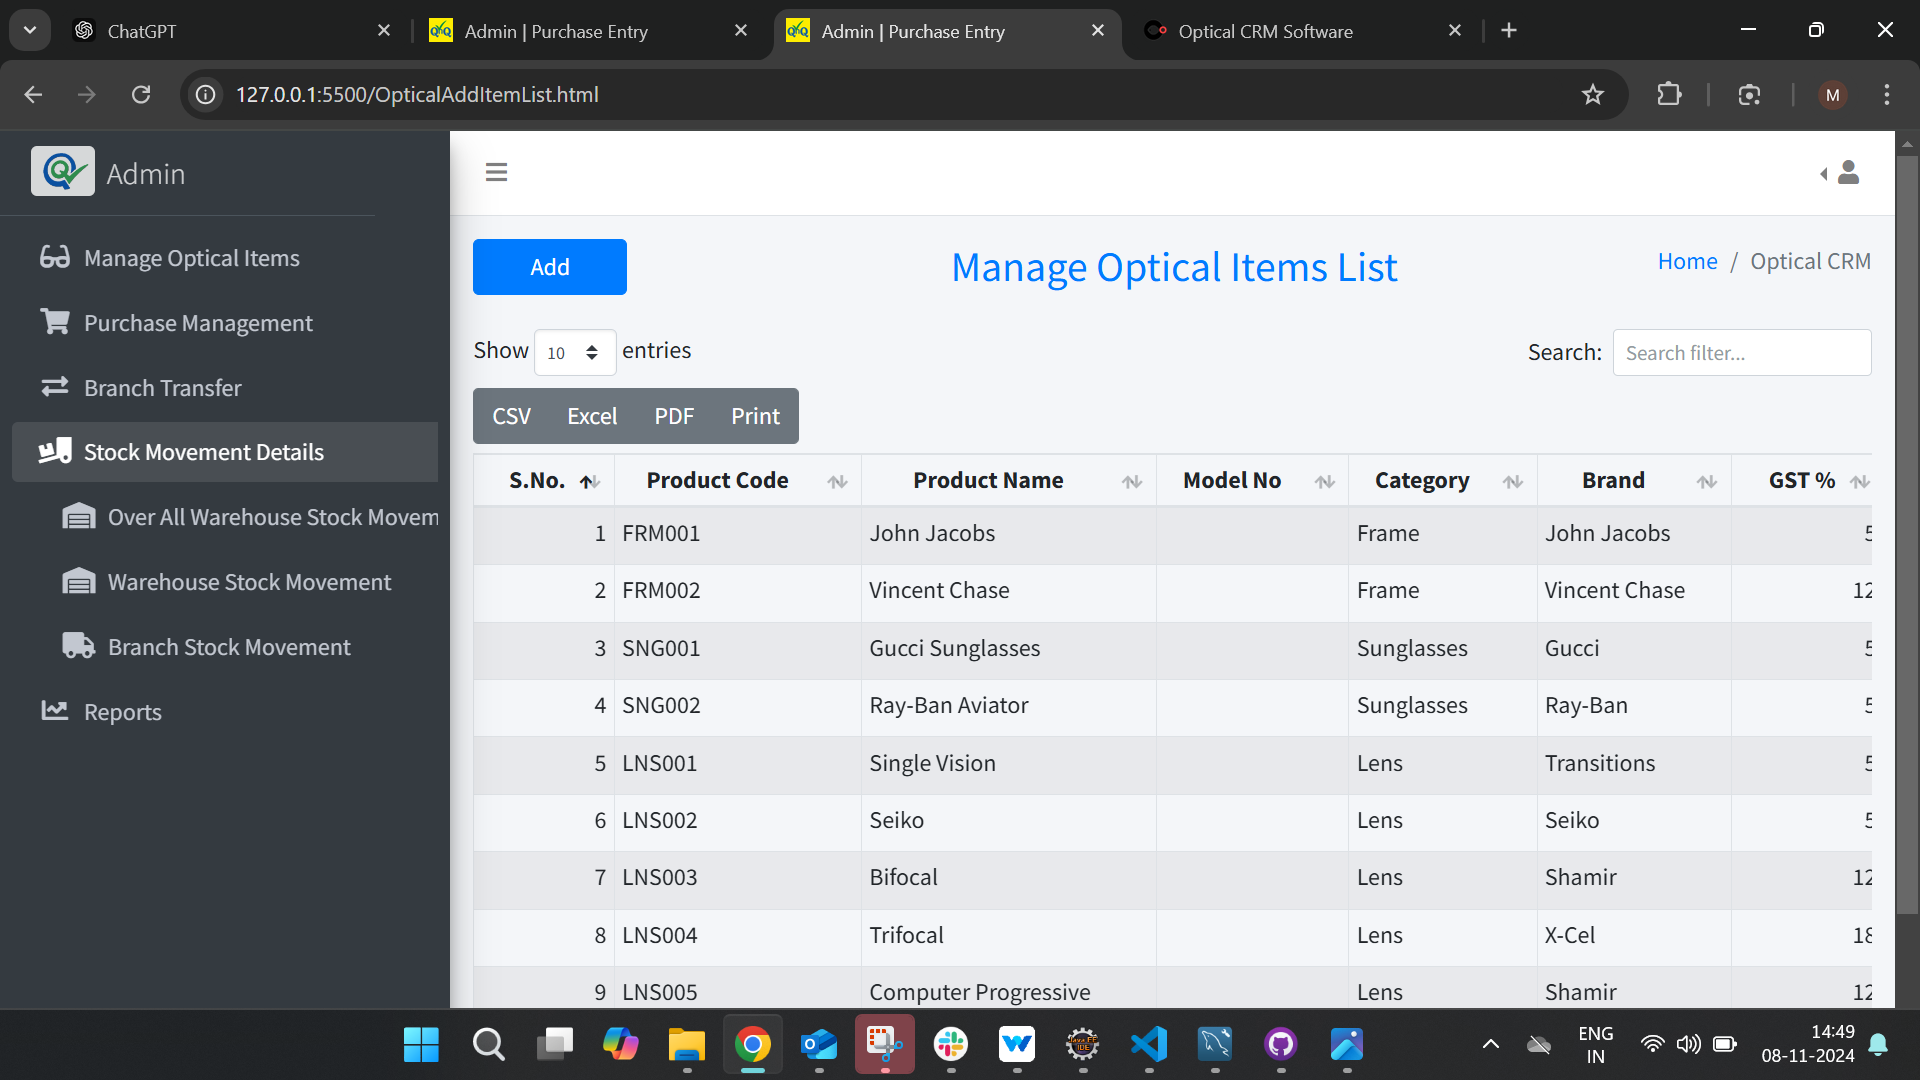 ChatGPT
Admin | Purchase Entry
Admin | Purchase Entry
Optical CRM Software
127.0.0.1:5500/OpticalAddItemList.html
M
Admin
Manage Optical Items
Purchase Management
Branch Transfer
Stock Movement Details
Over All Warehouse Stock Movem
Warehouse Stock Movement
Branch Stock Movement
Reports
Add
Manage Optical Items List
Home / Optical CRM
Show 10 entries
Search: Search filter...
CSV Excel PDF Print
S.No. Product Code Product Name Model No Category Brand GST %
1 FRM001 John Jacobs Frame John Jacobs 5
2 FRM002 Vincent Chase Frame Vincent Chase 12
3 SNG001 Gucci Sunglasses Sunglasses Gucci 5
4 SNG002 Ray-Ban Aviator Sunglasses Ray-Ban 5
5 LNS001 Single Vision Lens Transitions 5
6 LNS002 Seiko Lens Seiko 5
7 LNS003 Bifocal Lens Shamir 12
8 LNS004 Trifocal Lens X-Cel 18
9 LNS005 Computer Progressive Lens Shamir 12
ENG
IN
14:49
08-11-2024